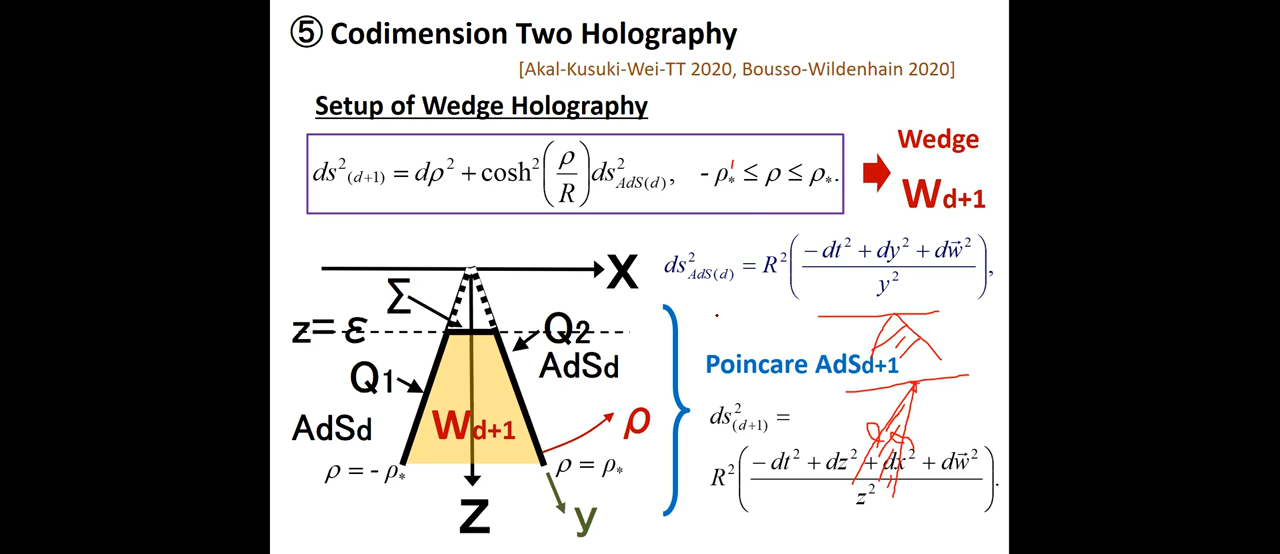 ⑤ Codimension Two Holography
[Akal-Kusuki-Wei-TT 2020, Bousso-Wildenhain 2020]
Setup of Wedge Holography
ds²₍d+1₎ = dρ² + cosh²(ρ/R) ds²AdS(d), - ρ'* ≤ ρ ≤ ρ*.
Wedge
Wd+1
X
ds²AdS(d) = R²((-dt² + dy² + dw⃗²)/y²),
Σ
z= ε
Q2
AdSd
Q1
AdSd
Wd+1
ρ
ρ = - ρ*
ρ = ρ*
Z
y
Poincare AdSd+1
ds²(d+1) =
R²((-dt² + dz² + dx² + dw⃗²)/z²).